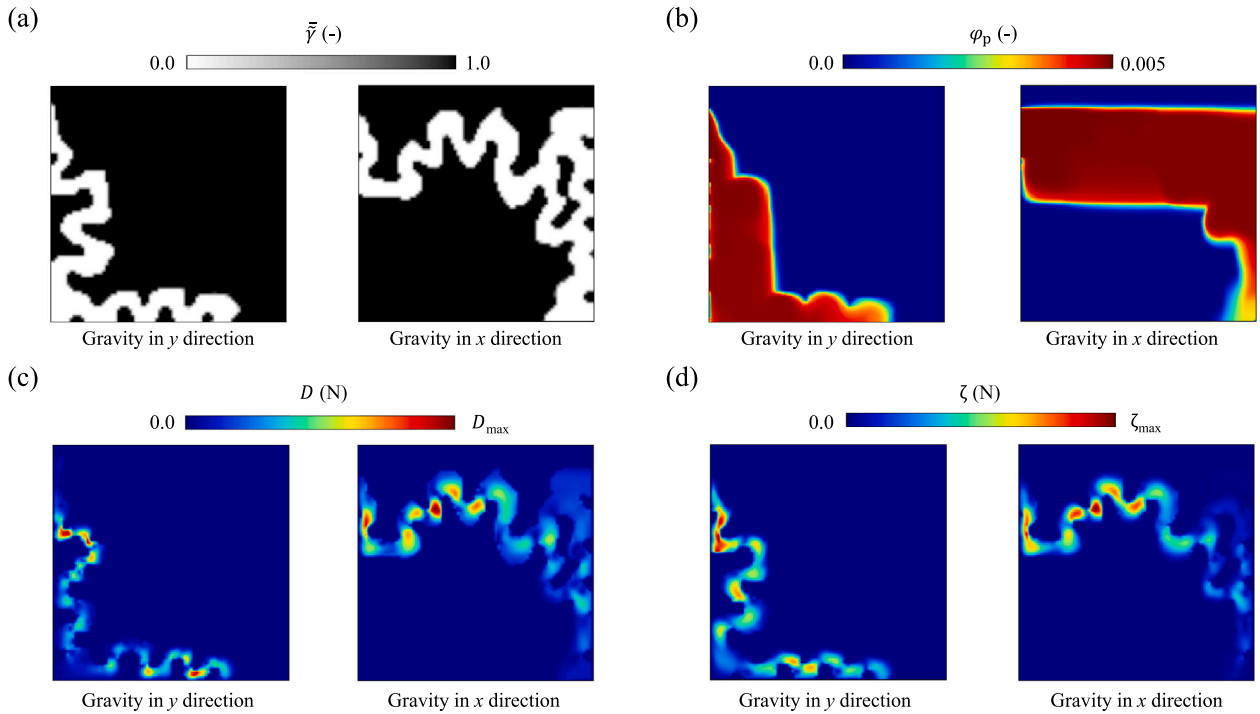 (a)
γ̃̄ (-)
0.0 1.0
Gravity in y direction Gravity in x direction
(b)
φp (-)
0.0 0.005
Gravity in y direction Gravity in x direction
(c)
D (N)
0.0 Dmax
Gravity in y direction Gravity in x direction
(d)
ζ (N)
0.0 ζmax
Gravity in y direction Gravity in x direction